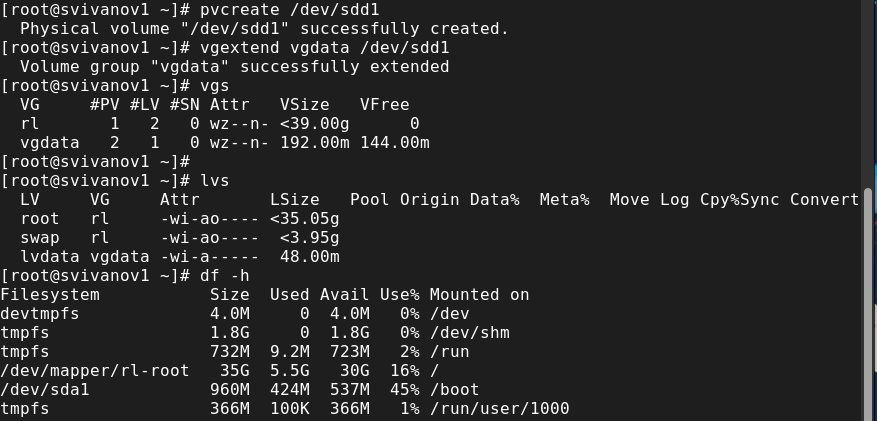 [root@svivanov1 ~]# pvcreate /dev/sdd1
  Physical volume "/dev/sdd1" successfully created.
[root@svivanov1 ~]# vgextend vgdata /dev/sdd1
  Volume group "vgdata" successfully extended
[root@svivanov1 ~]# vgs
  VG     #PV #LV #SN Attr   VSize   VFree
  rl       1   2   0 wz--n- <39.00g      0
  vgdata   2   1   0 wz--n- 192.00m 144.00m
[root@svivanov1 ~]#
[root@svivanov1 ~]# lvs
  LV     VG     Attr       LSize   Pool Origin Data%  Meta%  Move Log Cpy%Sync Convert
  root   rl     -wi-ao---- <35.05g
  swap   rl     -wi-ao----  <3.95g
  lvdata vgdata -wi-a-----  48.00m
[root@svivanov1 ~]# df -h
Filesystem           Size  Used Avail Use% Mounted on
devtmpfs             4.0M     0  4.0M   0% /dev
tmpfs                1.8G     0  1.8G   0% /dev/shm
tmpfs                732M  9.2M  723M   2% /run
/dev/mapper/rl-root   35G  5.5G   30G  16% /
/dev/sda1            960M  424M  537M  45% /boot
tmpfs                366M  100K  366M   1% /run/user/1000